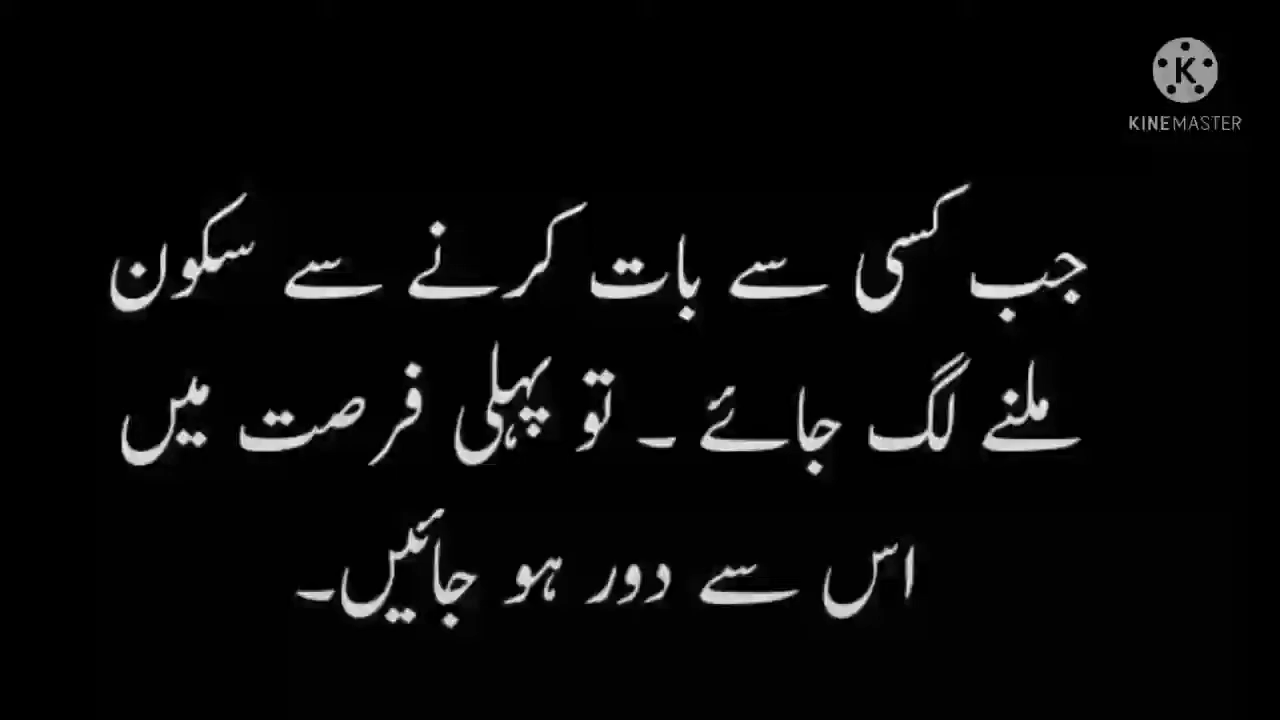 KINEMASTER
جب کسی سے بات کرنے سے سکون
ملنے لگ جائے ۔ تو پہلی فرصت میں
اس سے دور ہو جائیں۔